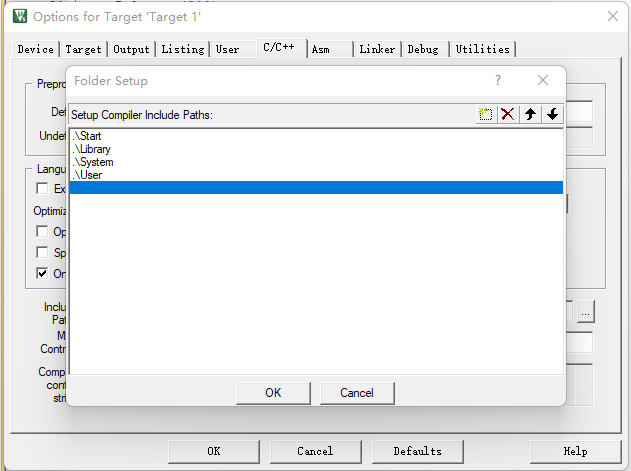 Options for Target 'Target 1'
Device Target Output Listing User C/C++ Asm Linker Debug Utilities
Folder Setup
?
Prepro
Setup Compiler Include Paths:
Def
.\Start
Undef
.\Library
.\System
Langu
.\User
Ex
Optimiz
Op
Sp
On
Inclu
Pat
...
M
Contr
Comp
cont
stri
OK Cancel
OK Cancel Defaults Help